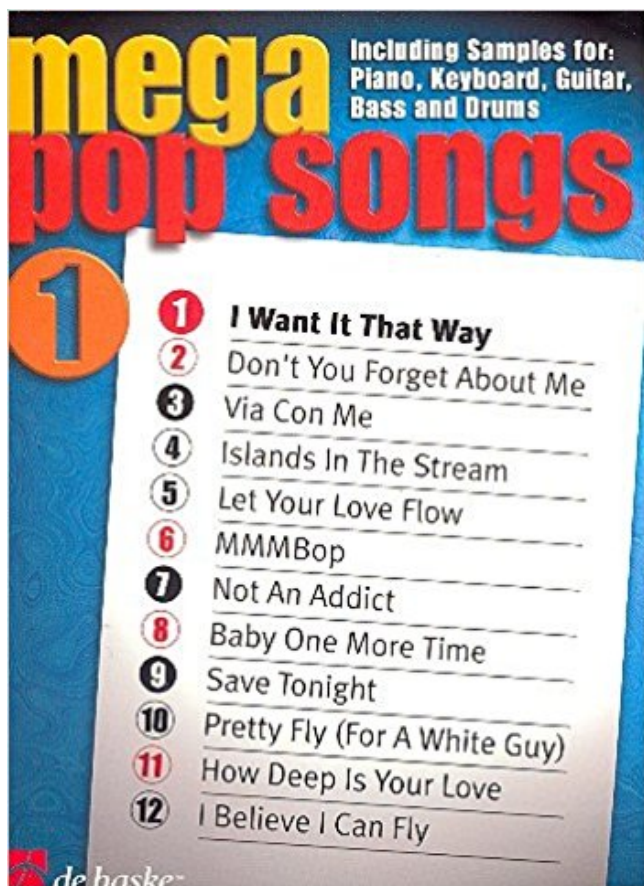 mega
Including Samples for:
Piano, Keyboard, Guitar,
Bass and Drums
pop songs
1
1 I Want It That Way
2 Don't You Forget About Me
3 Via Con Me
4 Islands In The Stream
5 Let Your Love Flow
6 MMMBop
7 Not An Addict
8 Baby One More Time
9 Save Tonight
10 Pretty Fly (For A White Guy)
11 How Deep Is Your Love
12 I Believe I Can Fly
de haske™